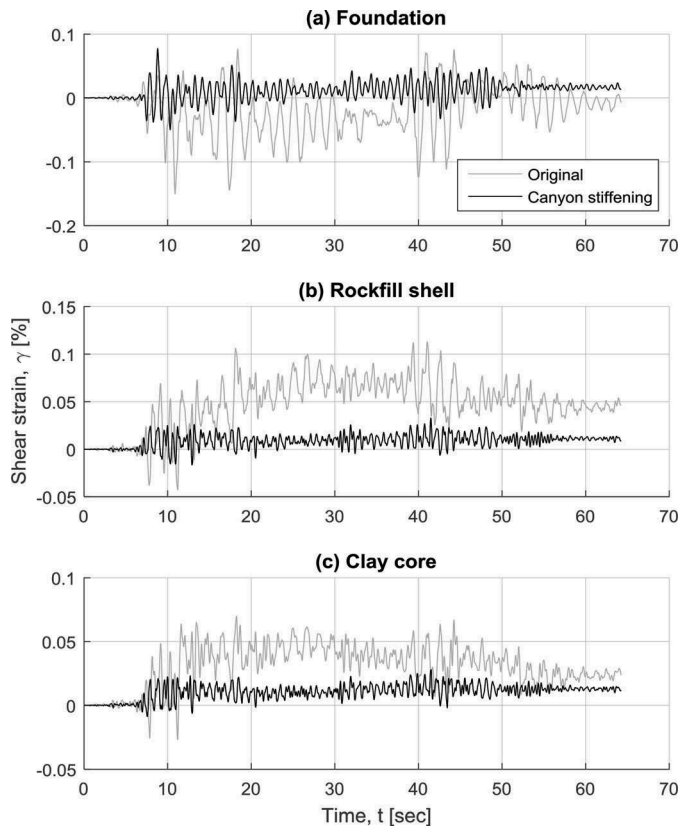 (a) Foundation
0.1
0
-0.1
-0.2
0 10 20 30 40 50 60 70
Original
Canyon stiffening
(b) Rockfill shell
0.15
0.1
0.05
0
-0.05
0 10 20 30 40 50 60 70
Shear strain, γ [%]
(c) Clay core
0.1
0.05
0
-0.05
0 10 20 30 40 50 60 70
Time, t [sec]